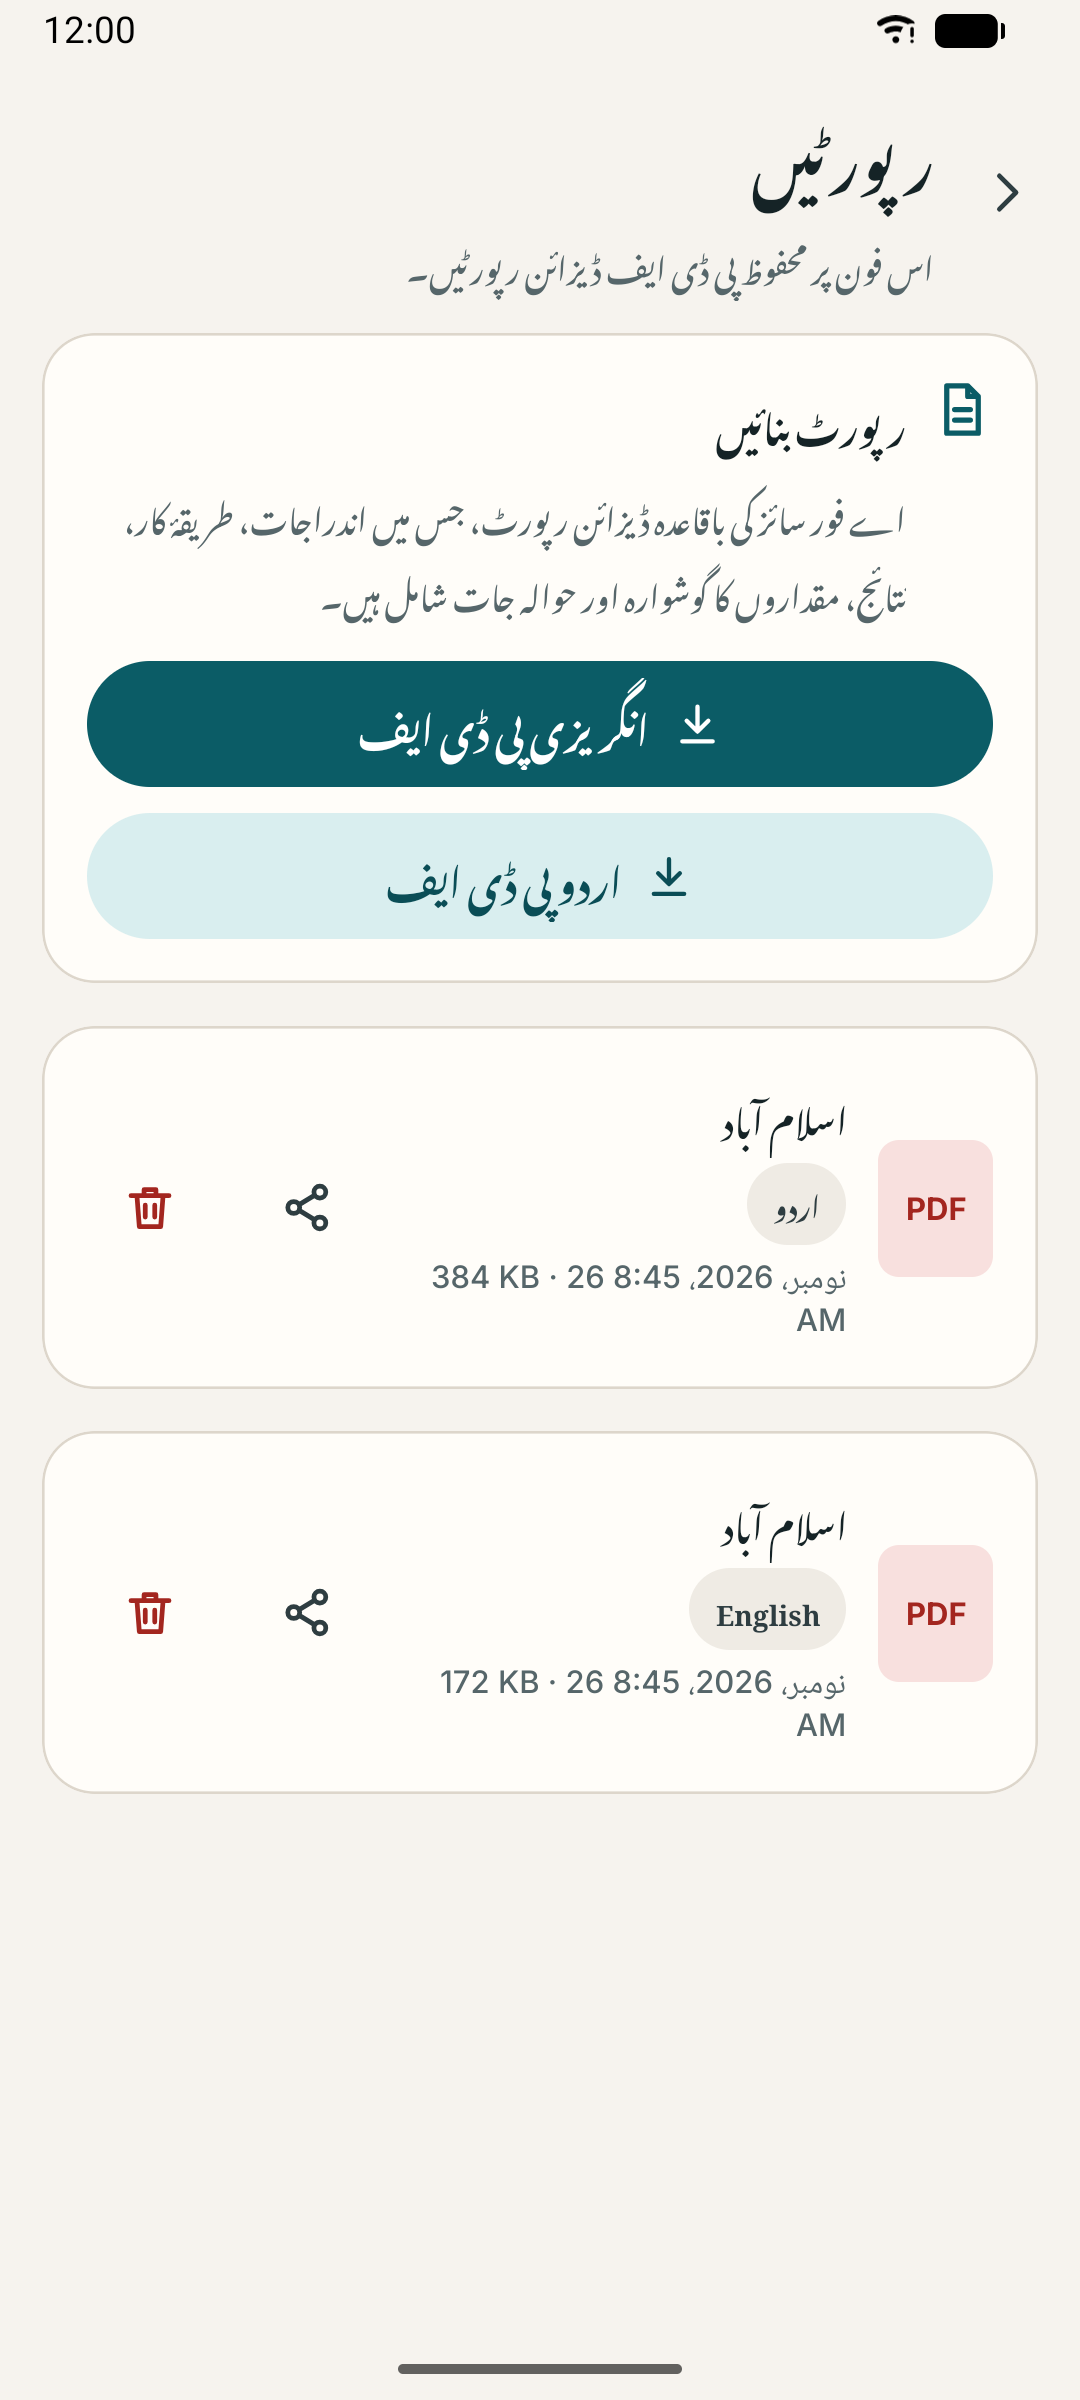 12:00
رپورٹیں
اس فون پر محفوظ پی ڈی ایف ڈیزائن رپورٹیں۔
رپورٹ بنائیں
اے فور سائز کی باقاعدہ ڈیزائن رپورٹ، جس میں اندراجات، طریقۂ کار،
نتائج، مقداروں کا گوشوارہ اور حوالہ جات شامل ہیں۔
انگریزی پی ڈی ایف
اردو پی ڈی ایف
PDF
اسلام آباد
اردو
384 KB · 26 نومبر، 2026، 8:45
AM
PDF
اسلام آباد
English
172 KB · 26 نومبر، 2026، 8:45
AM